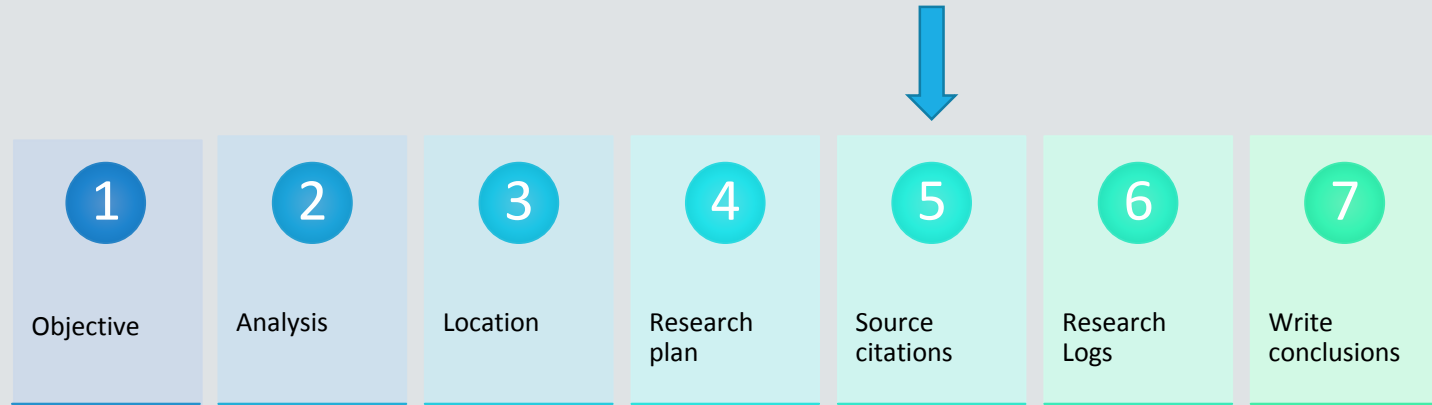 1
Objective
2
Analysis
3
Location
4
Research
plan
5
Source
citations
6
Research
Logs
7
Write
conclusions